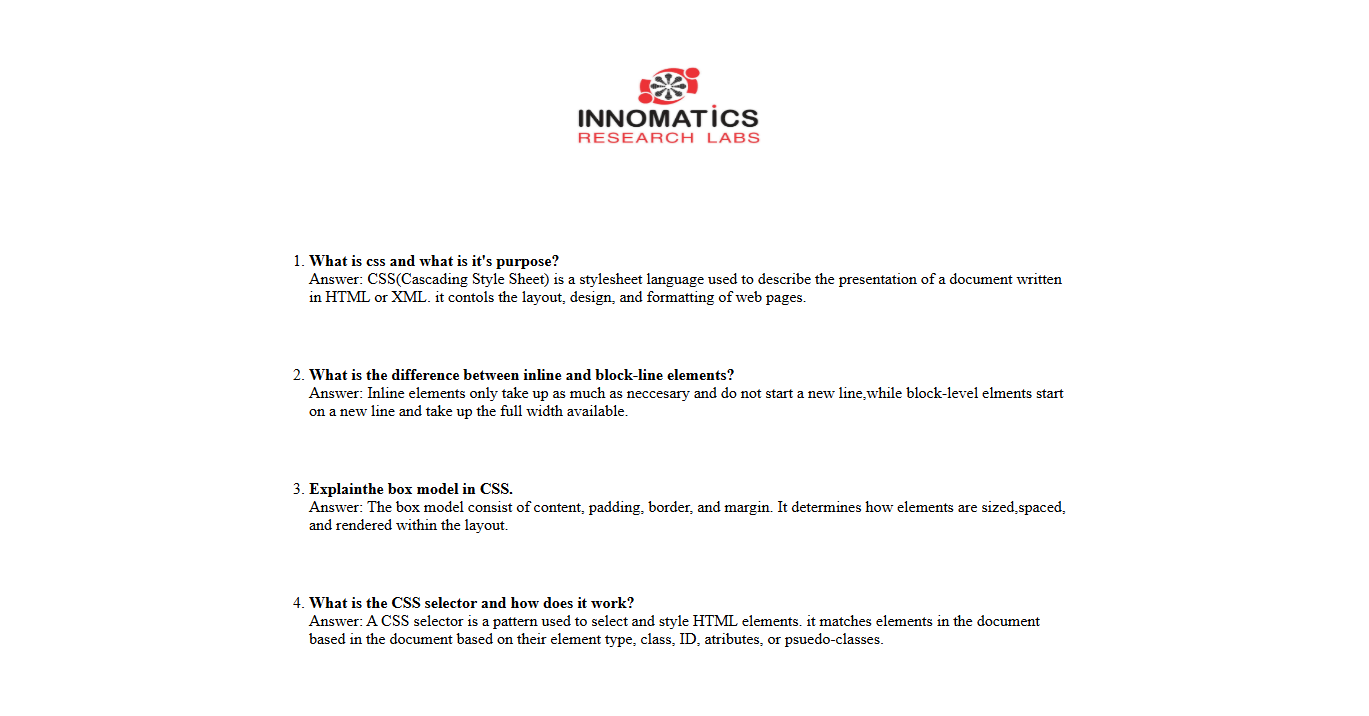 INNOMATICS
RESEARCH LABS
1. What is css and what is it's purpose?
Answer: CSS(Cascading Style Sheet) is a stylesheet language used to describe the presentation of a document written
in HTML or XML. it contols the layout, design, and formatting of web pages.
2. What is the difference between inline and block-line elements?
Answer: Inline elements only take up as much as neccesary and do not start a new line,while block-level elments start
on a new line and take up the full width available.
3. Explainthe box model in CSS.
Answer: The box model consist of content, padding, border, and margin. It determines how elements are sized,spaced,
and rendered within the layout.
4. What is the CSS selector and how does it work?
Answer: A CSS selector is a pattern used to select and style HTML elements. it matches elements in the document
based in the document based on their element type, class, ID, atributes, or psuedo-classes.